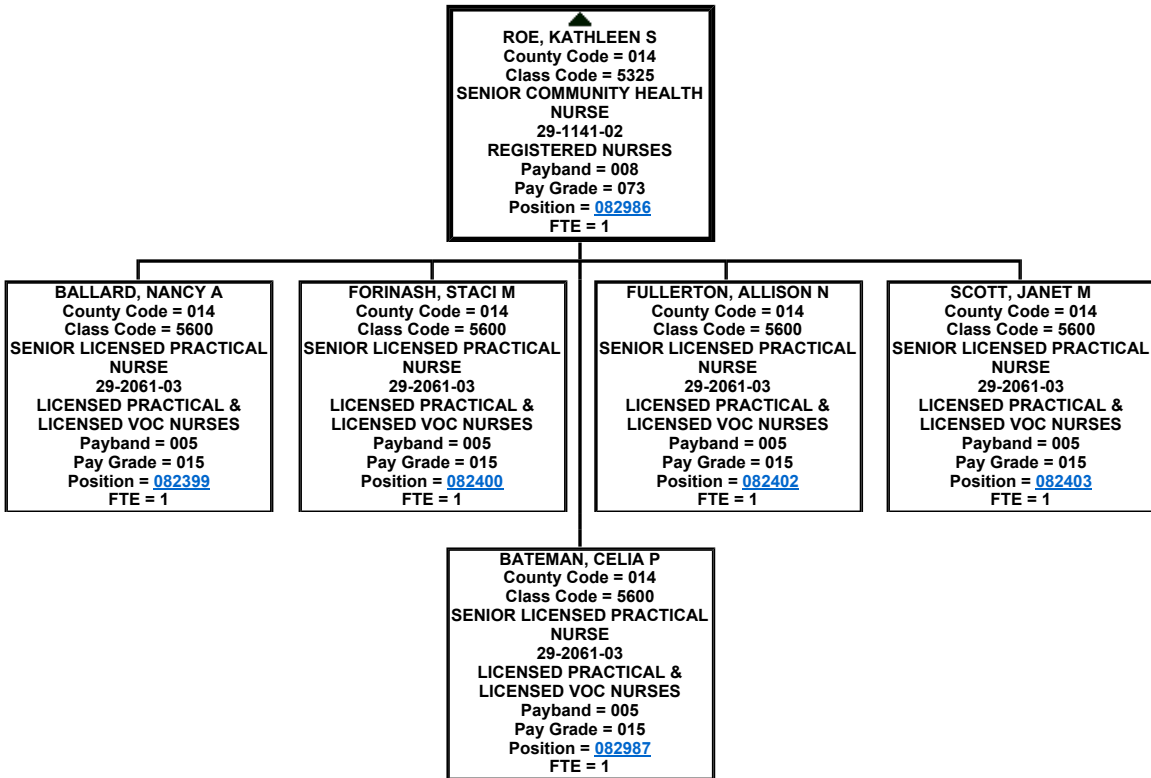 ROE, KATHLEEN S
County Code = 014
Class Code = 5325
SENIOR COMMUNITY HEALTH
NURSE
29-1141-02
REGISTERED NURSES
Payband = 008
Pay Grade = 073
Position = 082986
FTE = 1
BALLARD, NANCY A
County Code = 014
Class Code = 5600
SENIOR LICENSED PRACTICAL
NURSE
29-2061-03
LICENSED PRACTICAL &
LICENSED VOC NURSES
Payband = 005
Pay Grade = 015
Position = 082399
FTE = 1
FORINASH, STACI M
County Code = 014
Class Code = 5600
SENIOR LICENSED PRACTICAL
NURSE
29-2061-03
LICENSED PRACTICAL &
LICENSED VOC NURSES
Payband = 005
Pay Grade = 015
Position = 082400
FTE = 1
FULLERTON, ALLISON N
County Code = 014
Class Code = 5600
SENIOR LICENSED PRACTICAL
NURSE
29-2061-03
LICENSED PRACTICAL &
LICENSED VOC NURSES
Payband = 005
Pay Grade = 015
Position = 082402
FTE = 1
SCOTT, JANET M
County Code = 014
Class Code = 5600
SENIOR LICENSED PRACTICAL
NURSE
29-2061-03
LICENSED PRACTICAL &
LICENSED VOC NURSES
Payband = 005
Pay Grade = 015
Position = 082403
FTE = 1
BATEMAN, CELIA P
County Code = 014
Class Code = 5600
SENIOR LICENSED PRACTICAL
NURSE
29-2061-03
LICENSED PRACTICAL &
LICENSED VOC NURSES
Payband = 005
Pay Grade = 015
Position = 082987
FTE = 1